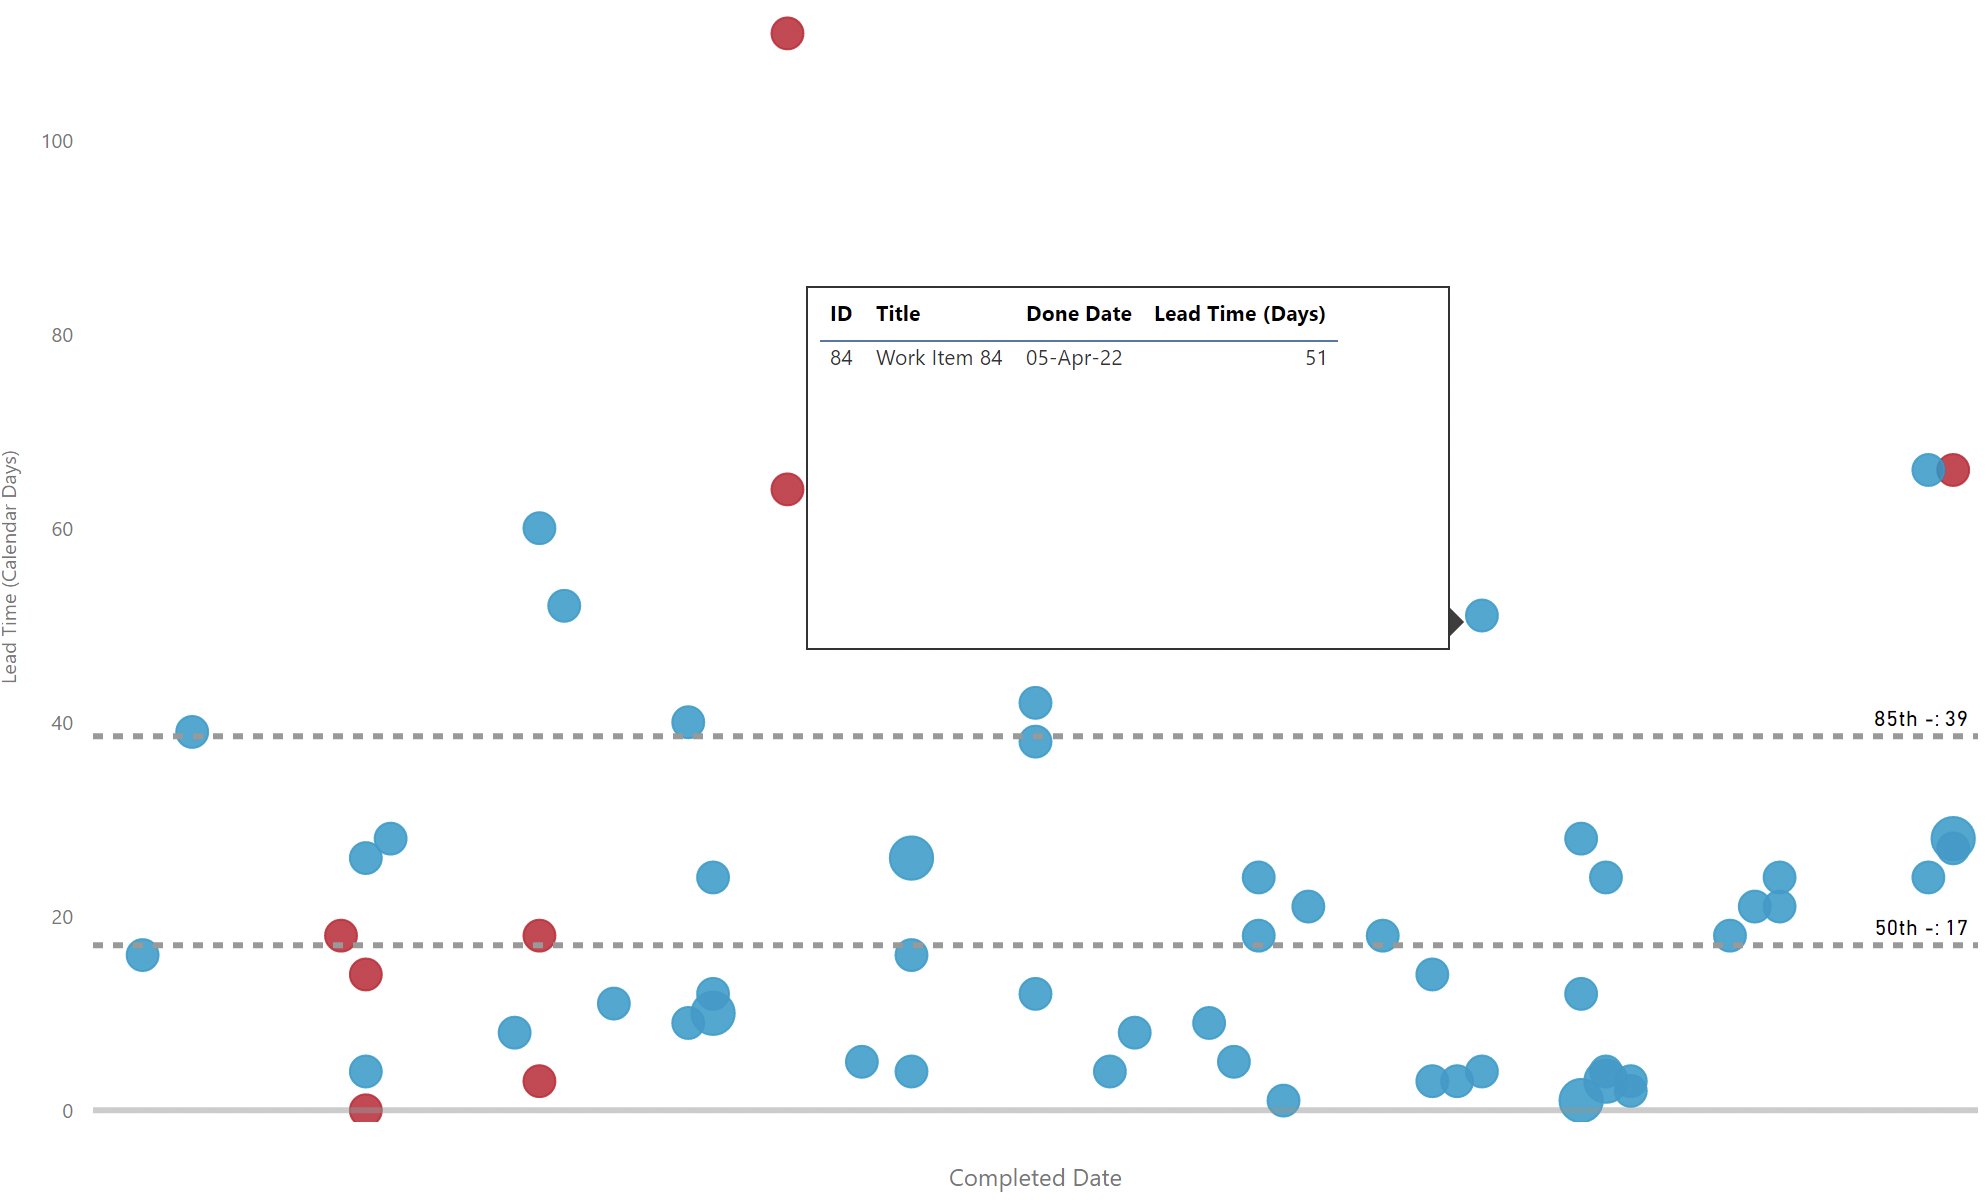 100
80
60
40
20
0
Lead Time (Calendar Days)
ID Title Done Date Lead Time (Days)
84 Work Item 84 05-Apr-22 51
85th -: 39
50th -: 17
Completed Date